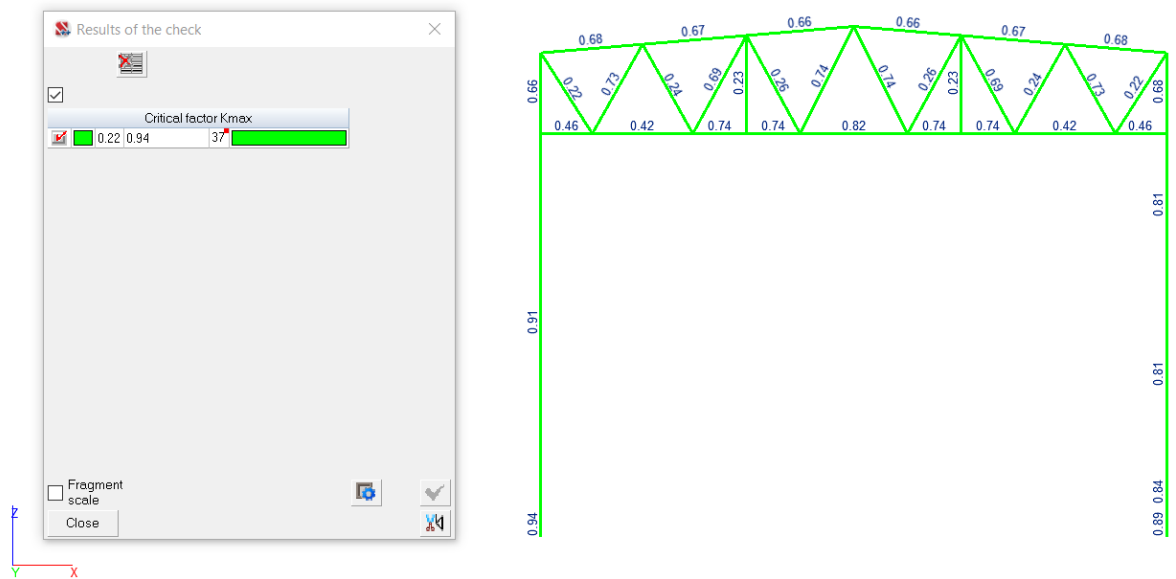 Results of the check
Critical factor Kmax
0.22 0.94 37
Fragment
scale
Close
Z
Y
X
0.68 0.67 0.66 0.66 0.67 0.68
0.66 0.22 0.73 0.24 0.69 0.23 0.26 0.74 0.74 0.26 0.23 0.69 0.24 0.73 0.22 0.68
0.46 0.42 0.74 0.74 0.82 0.74 0.74 0.42 0.46
0.81
0.91
0.81
0.84
0.94
0.89